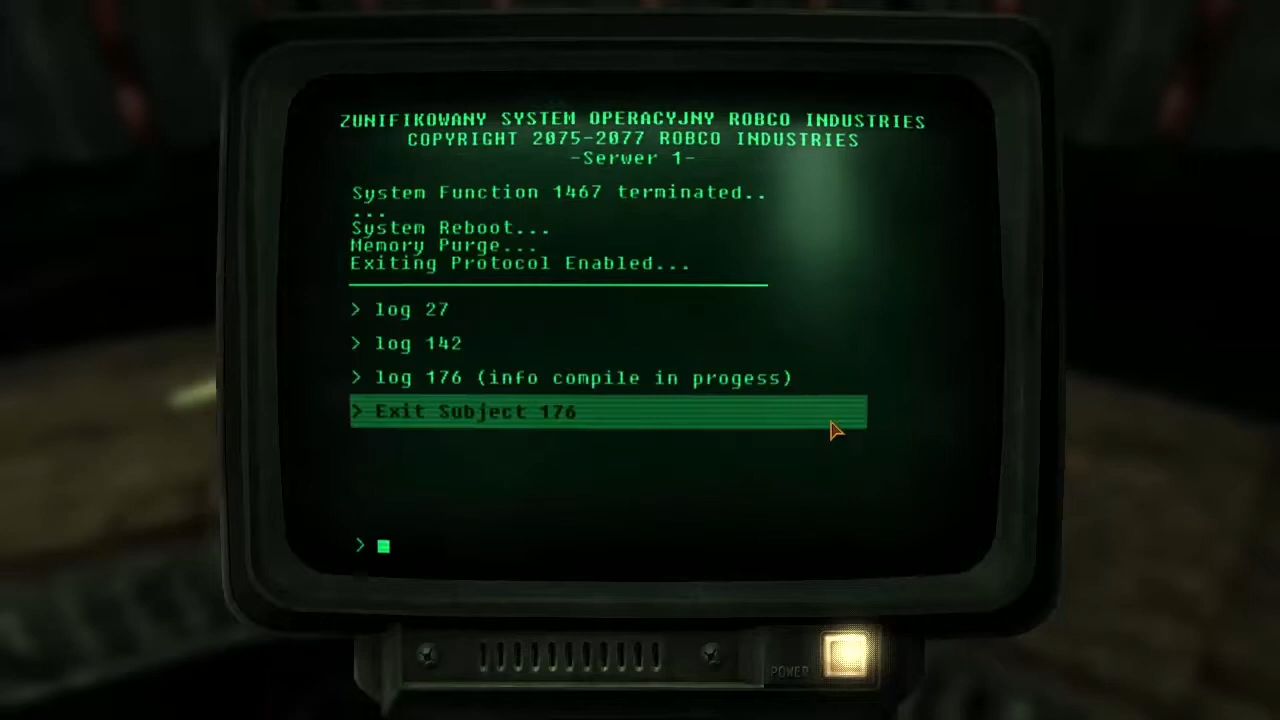 ZUNIFIKOWANY SYSTEM OPERACYJNY ROBCO INDUSTRIES
COPYRIGHT 2075-2077 ROBCO INDUSTRIES
-Serwer 1-
System Function 1467 terminated..
...
System Reboot...
Memory Purge...
Exiting Protocol Enabled...
> log 27
> log 142
> log 176 (info compile in progess)
> Exit Subject 176
>
POWER